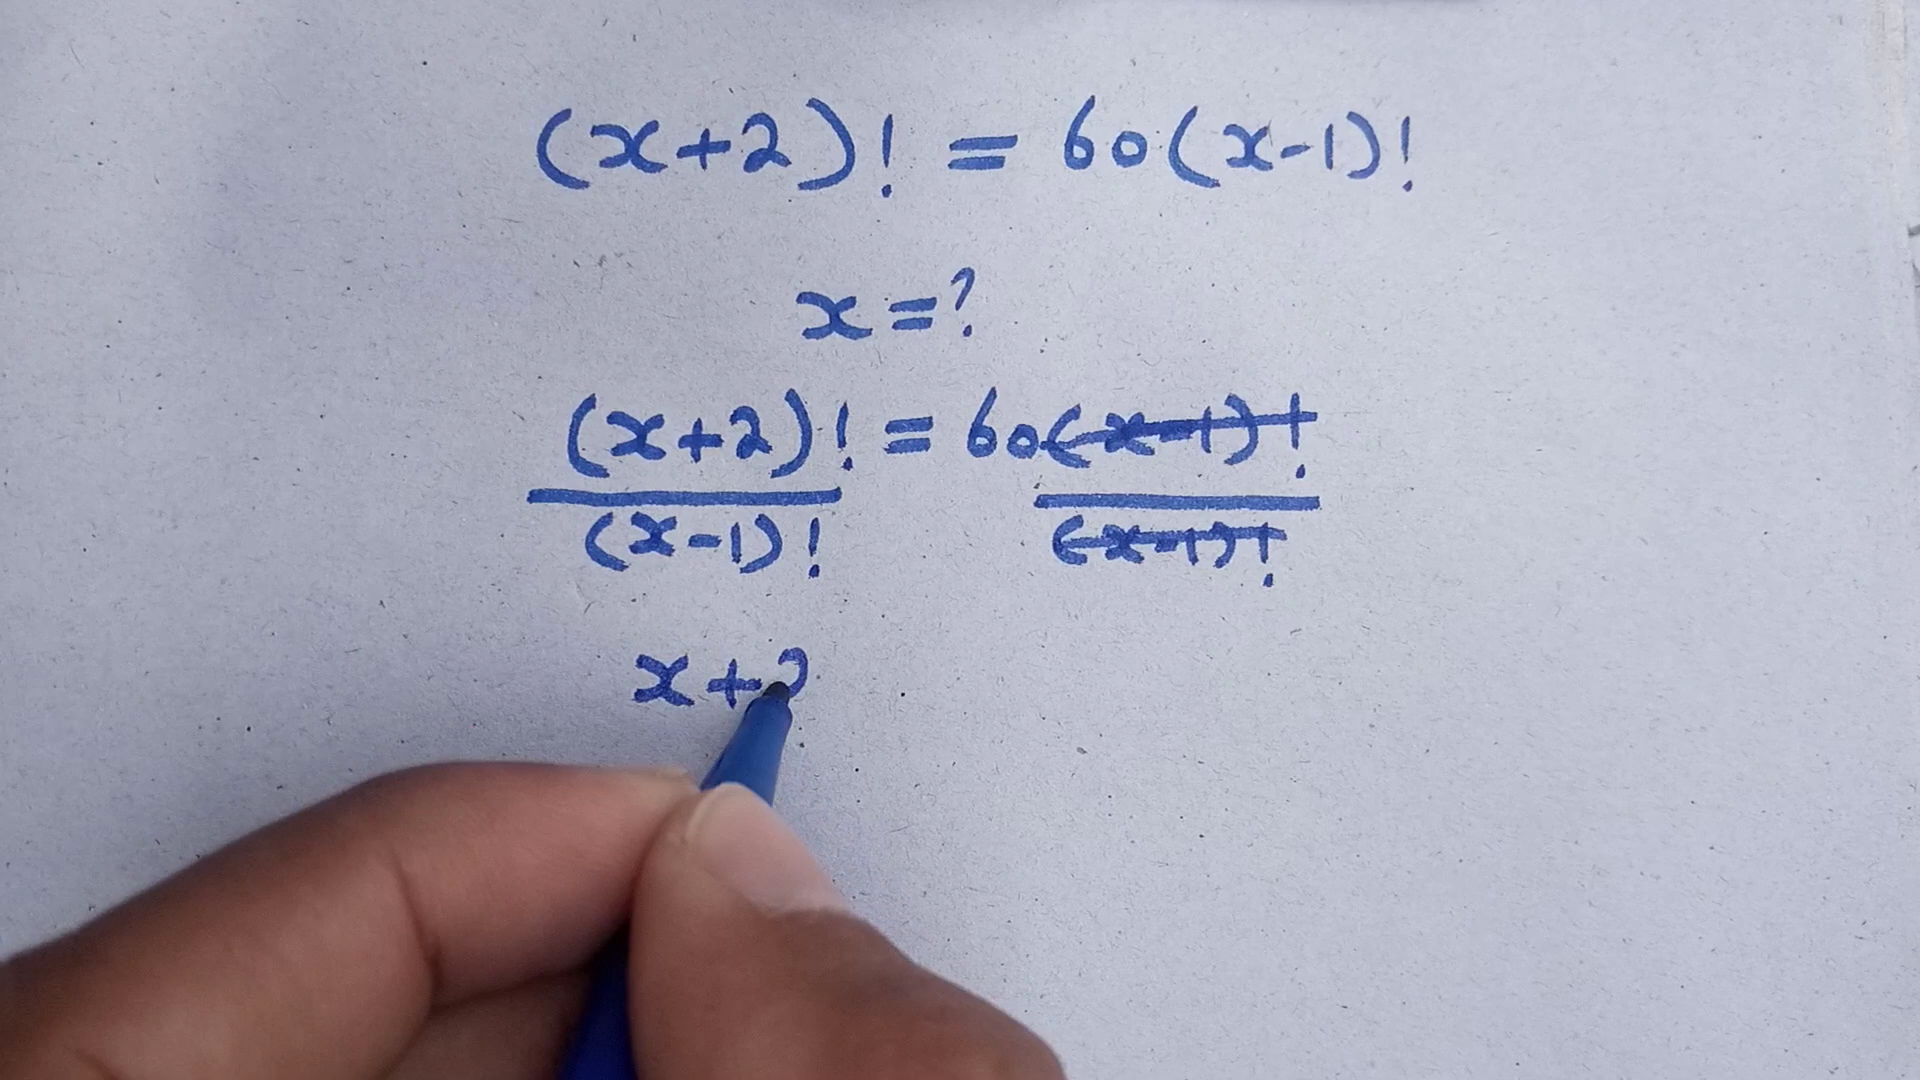 (x+2)! = 60(x-1)!
x = ?
(x+2)! = 60(x-1)!
(x-1)! (x-1)!
x+2